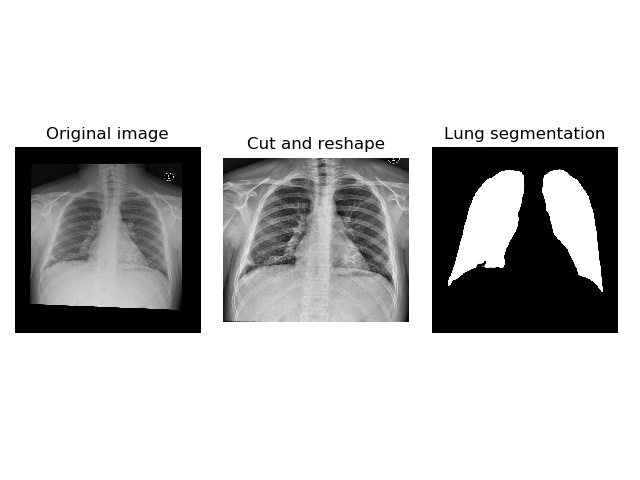 Original image
Cut and reshape
Lung segmentation